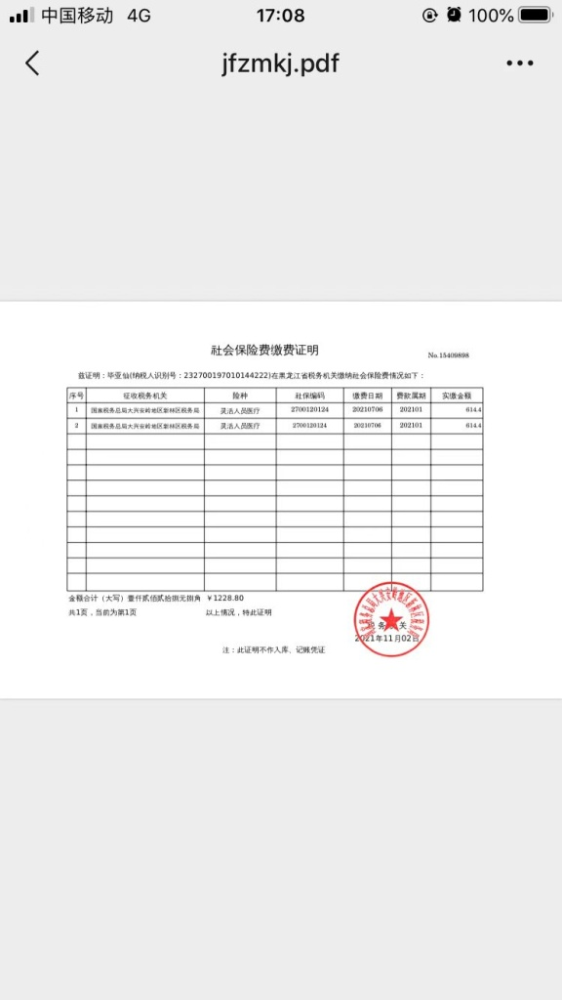 中国移动 4G 17:08 100%
jfzmkj.pdf
社会保险费缴费证明
No.15409898
兹证明：毕亚仙(纳税人识别号：232700197010144222)在黑龙江省税务机关缴纳社会保险费情况如下：
序号 征收税务机关 险种 社保编码 缴费日期 费款属期 实缴金额
1 国家税务总局大兴安岭地区新林区税务局 灵活人员医疗 2700120124 20210706 202101 614.4
2 国家税务总局大兴安岭地区新林区税务局 灵活人员医疗 2700120124 20210706 202101 614.4
金额合计（大写）壹仟贰佰贰拾捌元捌角 ￥1228.80
共1页，当前为第1页 以上情况，特此证明
税务机关
2021年11月02日
注：此证明不作入库、记账凭证